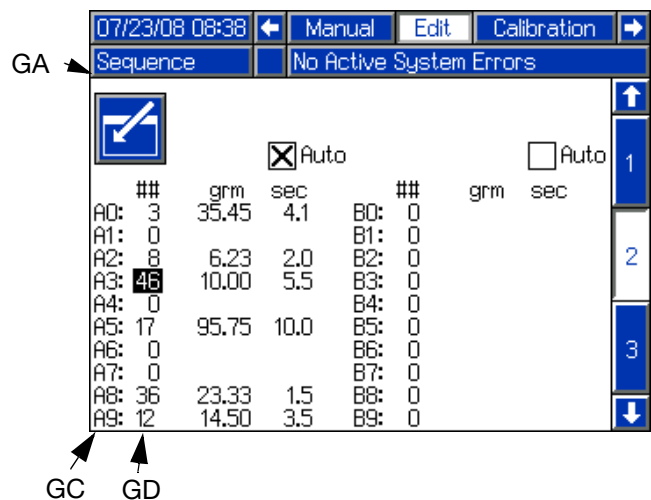 07/23/08 08:38 Manual Edit Calibration
GA Sequence No Active System Errors
Auto Auto 1
## grm sec ## grm sec
A0: 3 35.45 4.1 B0: 0
A1: 0 B1: 0
A2: 8 6.23 2.0 B2: 0 2
A3: 46 10.00 5.5 B3: 0
A4: 0 B4: 0
A5: 17 95.75 10.0 B5: 0
A6: 0 B6: 0 3
A7: 0 B7: 0
A8: 36 23.33 1.5 B8: 0
A9: 12 14.50 3.5 B9: 0
GC GD